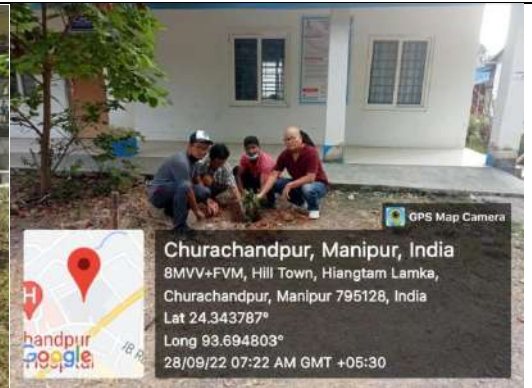 GPS Map Camera
Churachandpur, Manipur, India
8MVV+FVM, Hill Town, Hiangtam Lamka,
Churachandpur, Manipur 795128, India
Lat 24.343787°
Long 93.694803°
28/09/22 07:22 AM GMT +05:30
H
handpur
Hospital
Google